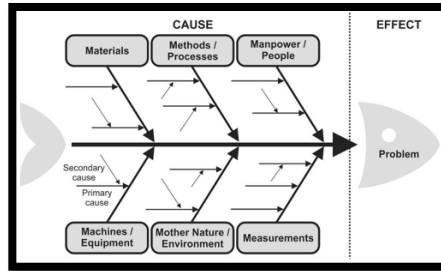 CAUSE
EFFECT
Materials
Methods /
Processes
Manpower /
People
Problem
Secondary
cause
Primary
cause
Machines /
Equipment
Mother Nature /
Environment
Measurements